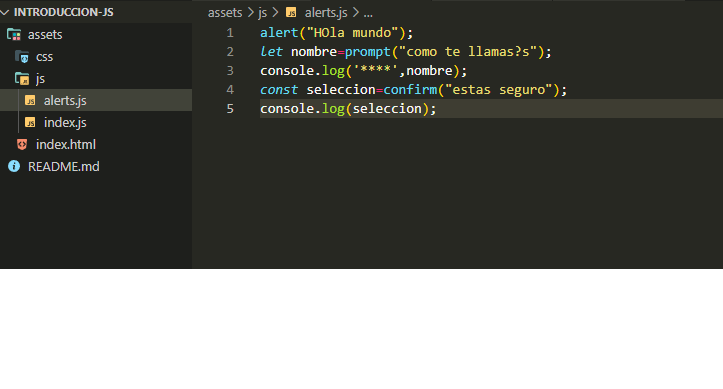 INTRODUCCION-JS
assets
css
js
alerts.js
index.js
index.html
README.md
assets > js > alerts.js > ...
1 alert("HOla mundo");
2 let nombre=prompt("como te llamas?s");
3 console.log('****',nombre);
4 const seleccion=confirm("estas seguro");
5 console.log(seleccion);